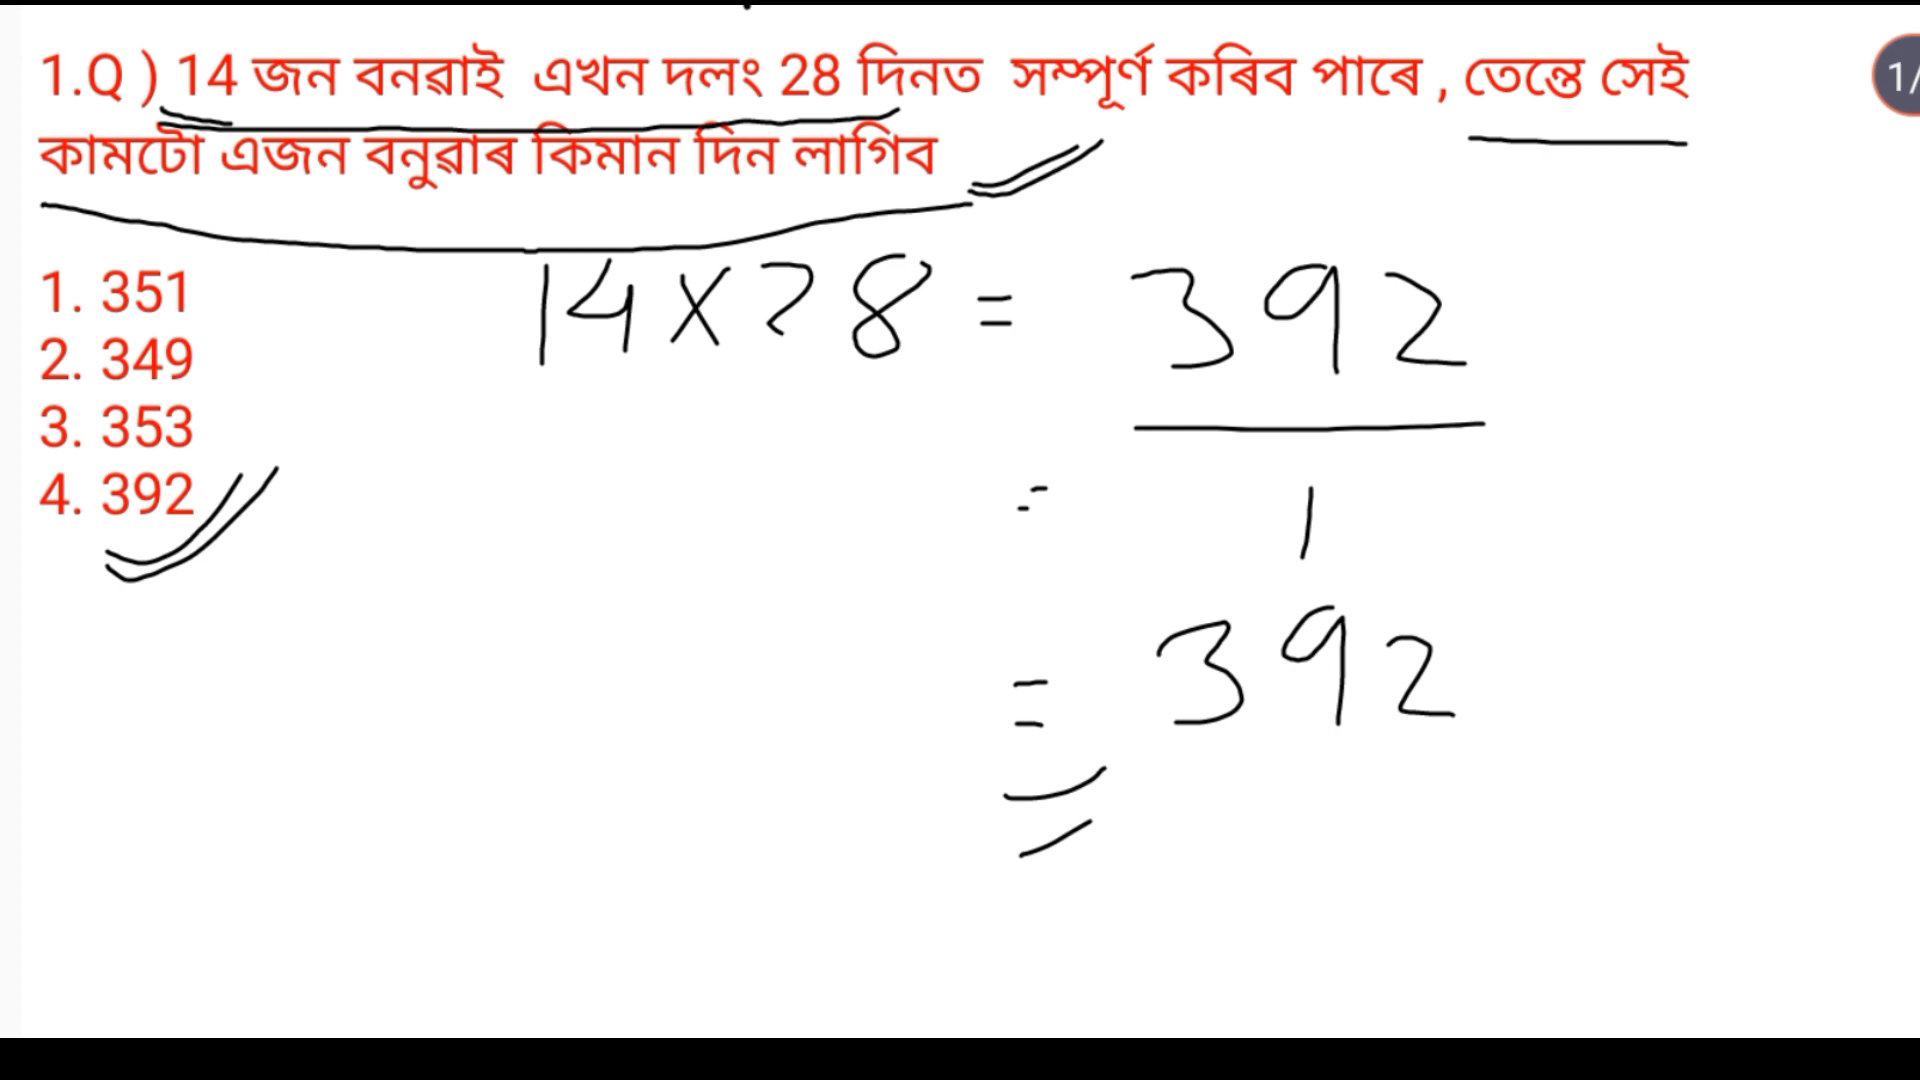 1.Q ) 14 জন বনৱাই এখন দলং 28 দিনত সম্পূৰ্ণ কৰিব পাৰে , তেন্তে সেই
কামটো এজন বনুৱাৰ কিমান দিন লাগিব
1. 351
2. 349
3. 353
4. 392
14 x 28 = 392
= 1
= 392
1/